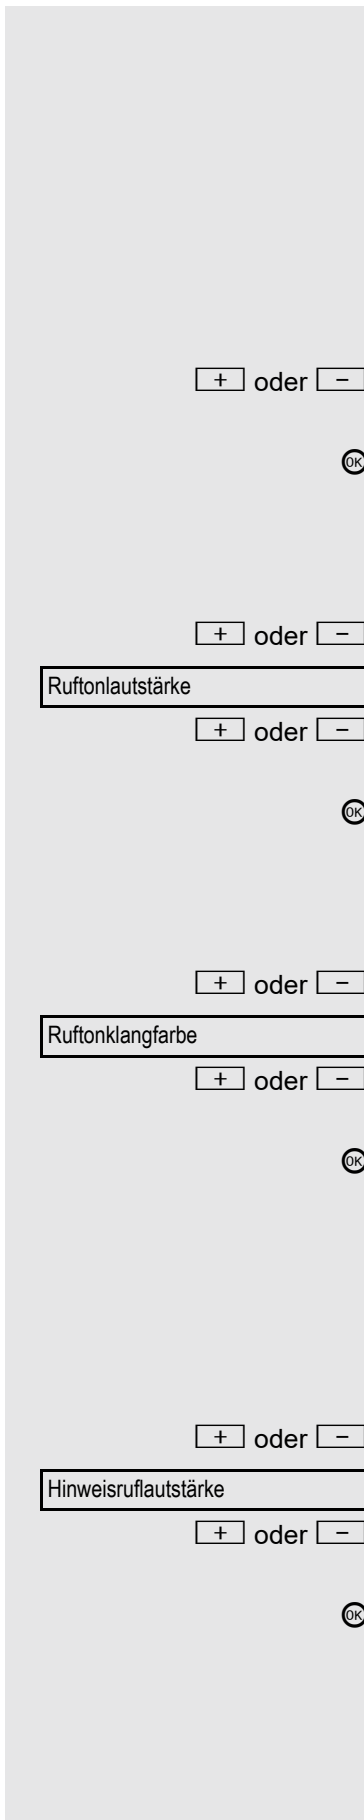 + oder -
OK
+ oder -
Ruftonlautstärke
+ oder -
OK
+ oder -
Ruftonklangfarbe
+ oder -
OK
+ oder -
Hinweisruflautstärke
+ oder -
OK